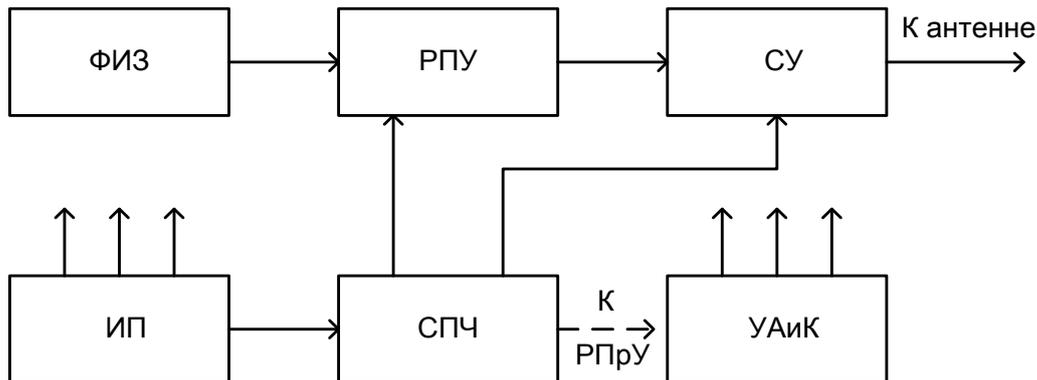 ФИЗ
РПУ
СУ
К антенне
ИП
СПЧ
К
РПрУ
УАиК